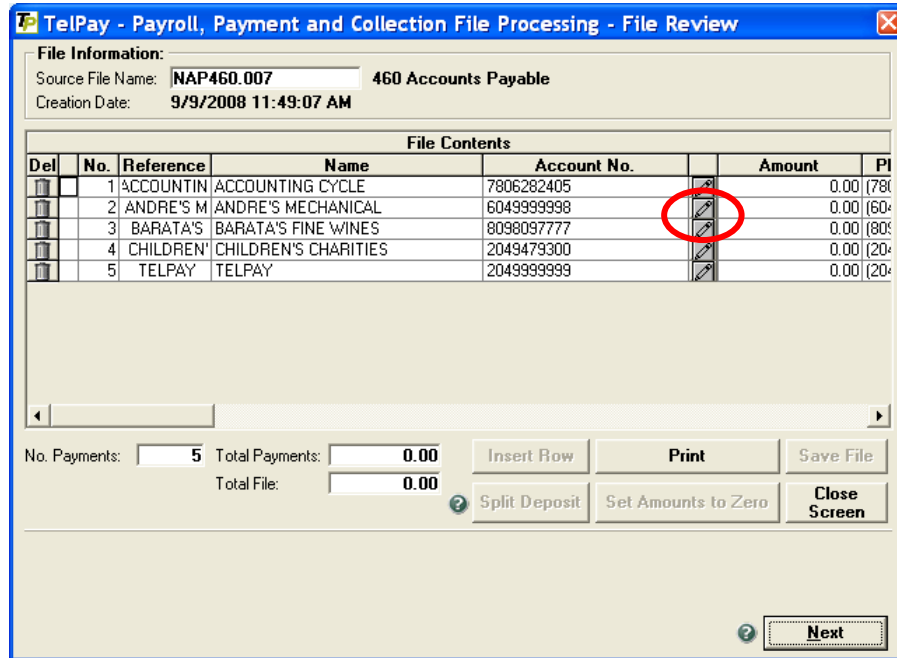 TelPay - Payroll, Payment and Collection File Processing - File Review
File Information:
Source File Name: NAP460.007 460 Accounts Payable
Creation Date: 9/9/2008 11:49:07 AM
File Contents
Del No. Reference Name Account No. Amount Pl
1 ACCOUNTIN ACCOUNTING CYCLE 7806282405 0.00 (780
2 ANDRE'S M ANDRE'S MECHANICAL 6049999998 0.00 (604
3 BARATA'S BARATA'S FINE WINES 8098097777 0.00 (809
4 CHILDREN' CHILDREN'S CHARITIES 2049479300 0.00 (204
5 TELPAY TELPAY 2049999999 0.00 (204
No. Payments: 5 Total Payments: 0.00 Insert Row Print Save File
Total File: 0.00 Split Deposit Set Amounts to Zero Close Screen
Next